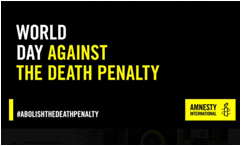 WORLD
DAY AGAINST
THE DEATH PENALTY
#ABOLISHTHEDEATHPENALTY
AMNESTY
INTERNATIONAL